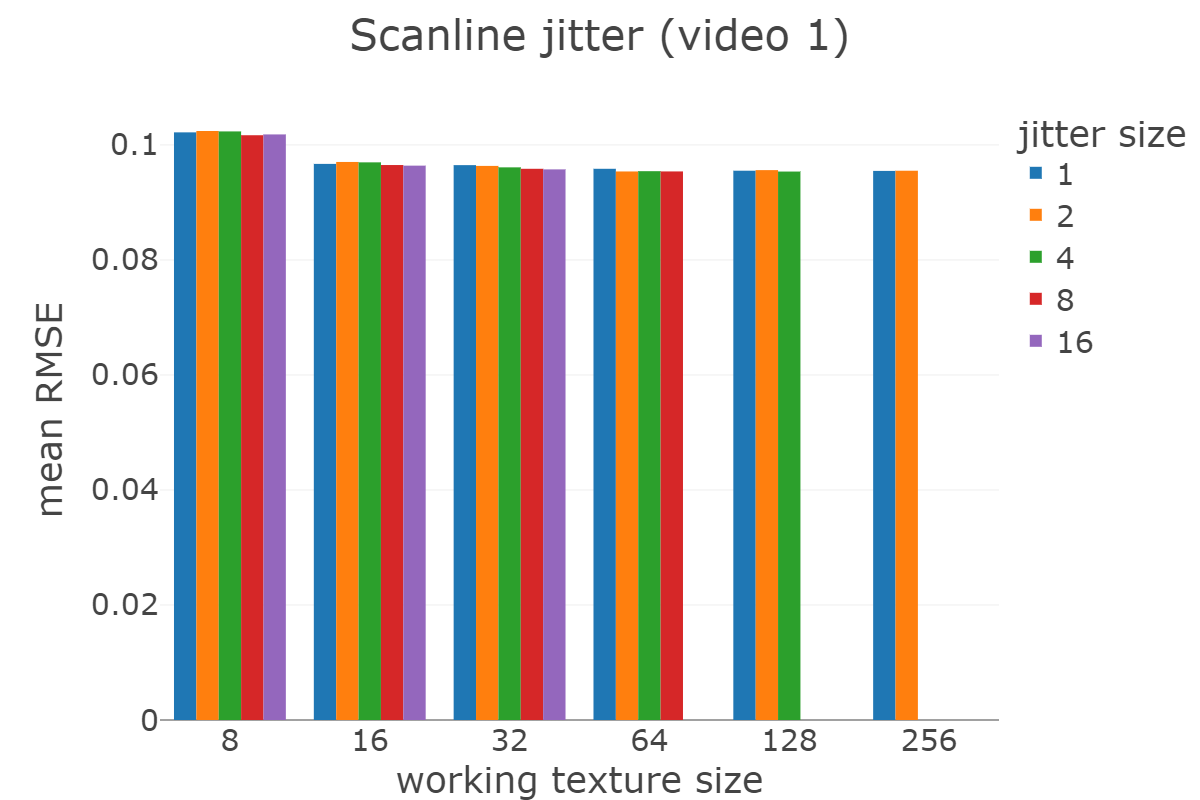 Scanline jitter (video 1)
0.1
0.08
0.06
0.04
0.02
0
mean RMSE
8 16 32 64 128 256
working texture size
jitter size
1
2
4
8
16